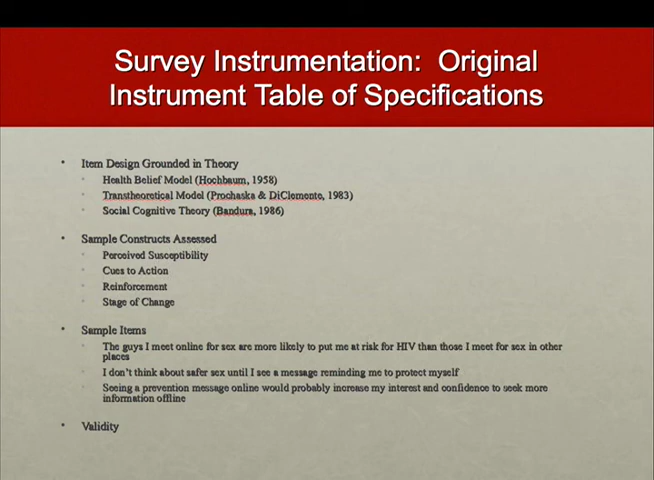 Survey Instrumentation: Original
Instrument Table of Specifications
• Item Design Grounded in Theory
Health Belief Model (Hochbaum, 1958)
Transtheoretical Model (Prochaska & DiClemente, 1983)
Social Cognitive Theory (Bandura, 1986)
• Sample Constructs Assessed
Perceived Susceptibility
Cues to Action
Reinforcement
Stage of Change
• Sample Items
The guys I meet online for sex are more likely to put me at risk for HIV than those I meet for sex in other
places
I don't think about safer sex until I see a message reminding me to protect myself
Seeing a prevention message online would probably increase my interest and confidence to seek more
information offline
• Validity